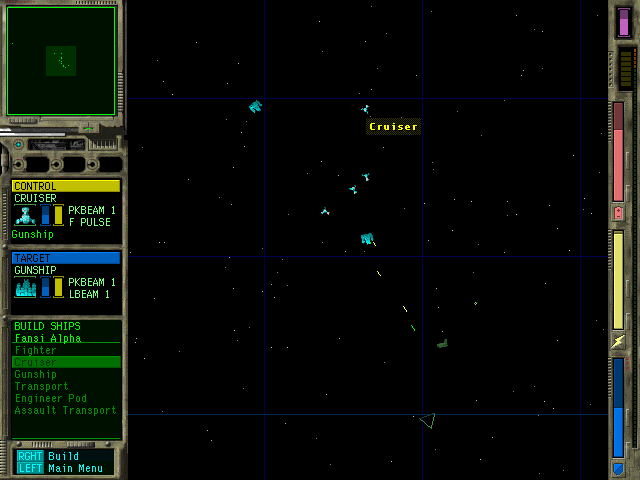 Cruiser
CONTROL
CRUISER
PKBEAM 1
F PULSE
Gunship
TARGET
GUNSHIP
PKBEAM 1
LBEAM 1
BUILD SHIPS
Fansi Alpha
Fighter
Cruiser
Gunship
Transport
Engineer Pod
Assault Transport
RGHT Build
LEFT Main Menu